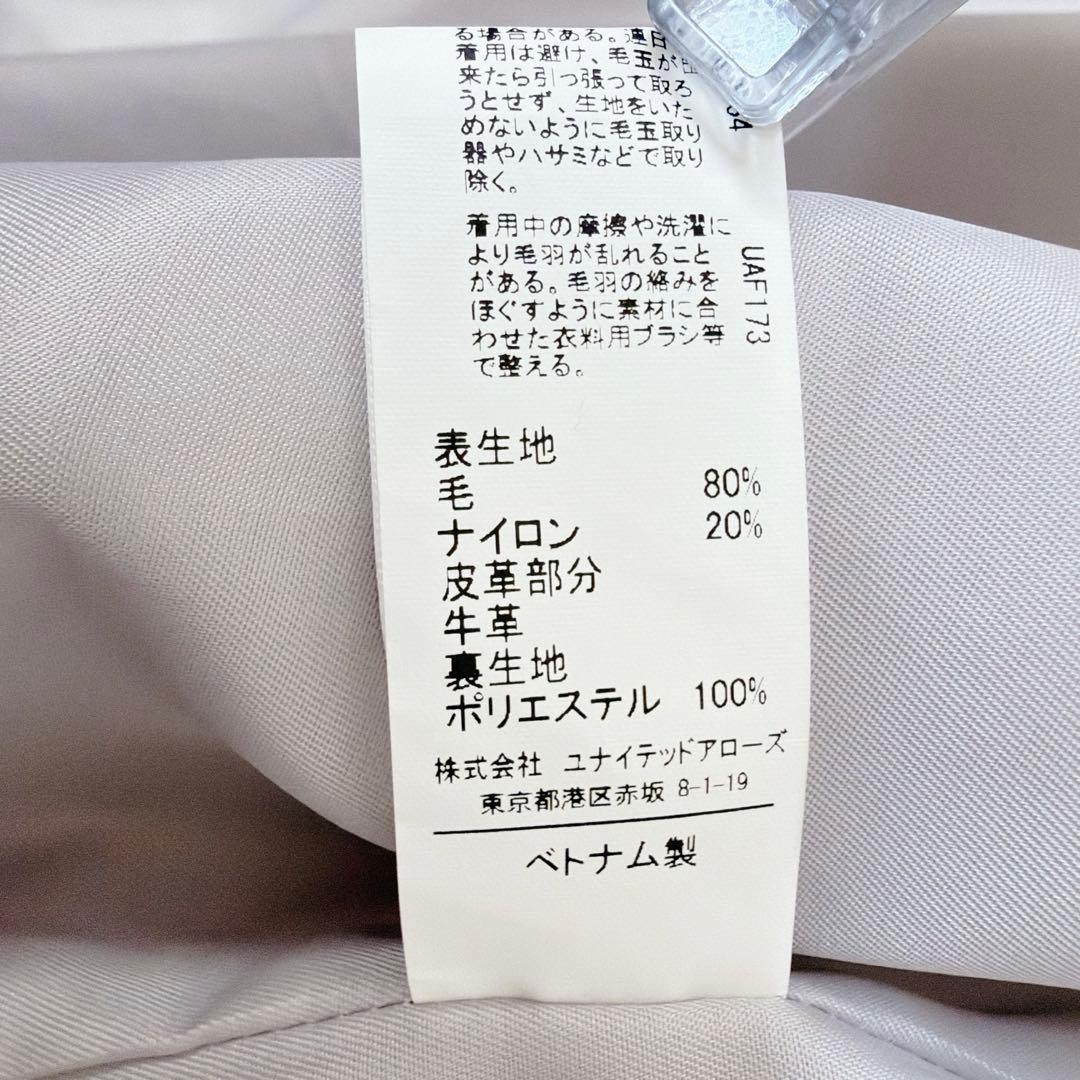 る場合がある。連日
着用は避け、毛玉が出
来たら引っ張って取ろ
うとせず、生地をいた
めないように毛玉取り
器やハサミなどで取り
除く。
着用中の摩擦や洗濯に
より毛羽が乱れること
がある。毛羽の絡みを
ほぐすように素材に合
わせた衣料用ブラシ等
で整える。
UAF173
表生地
毛 80%
ナイロン 20%
皮革部分
牛革
裏生地
ポリエステル 100%
株式会社 ユナイテッドアローズ
東京都港区赤坂 8-1-19
ベトナム製